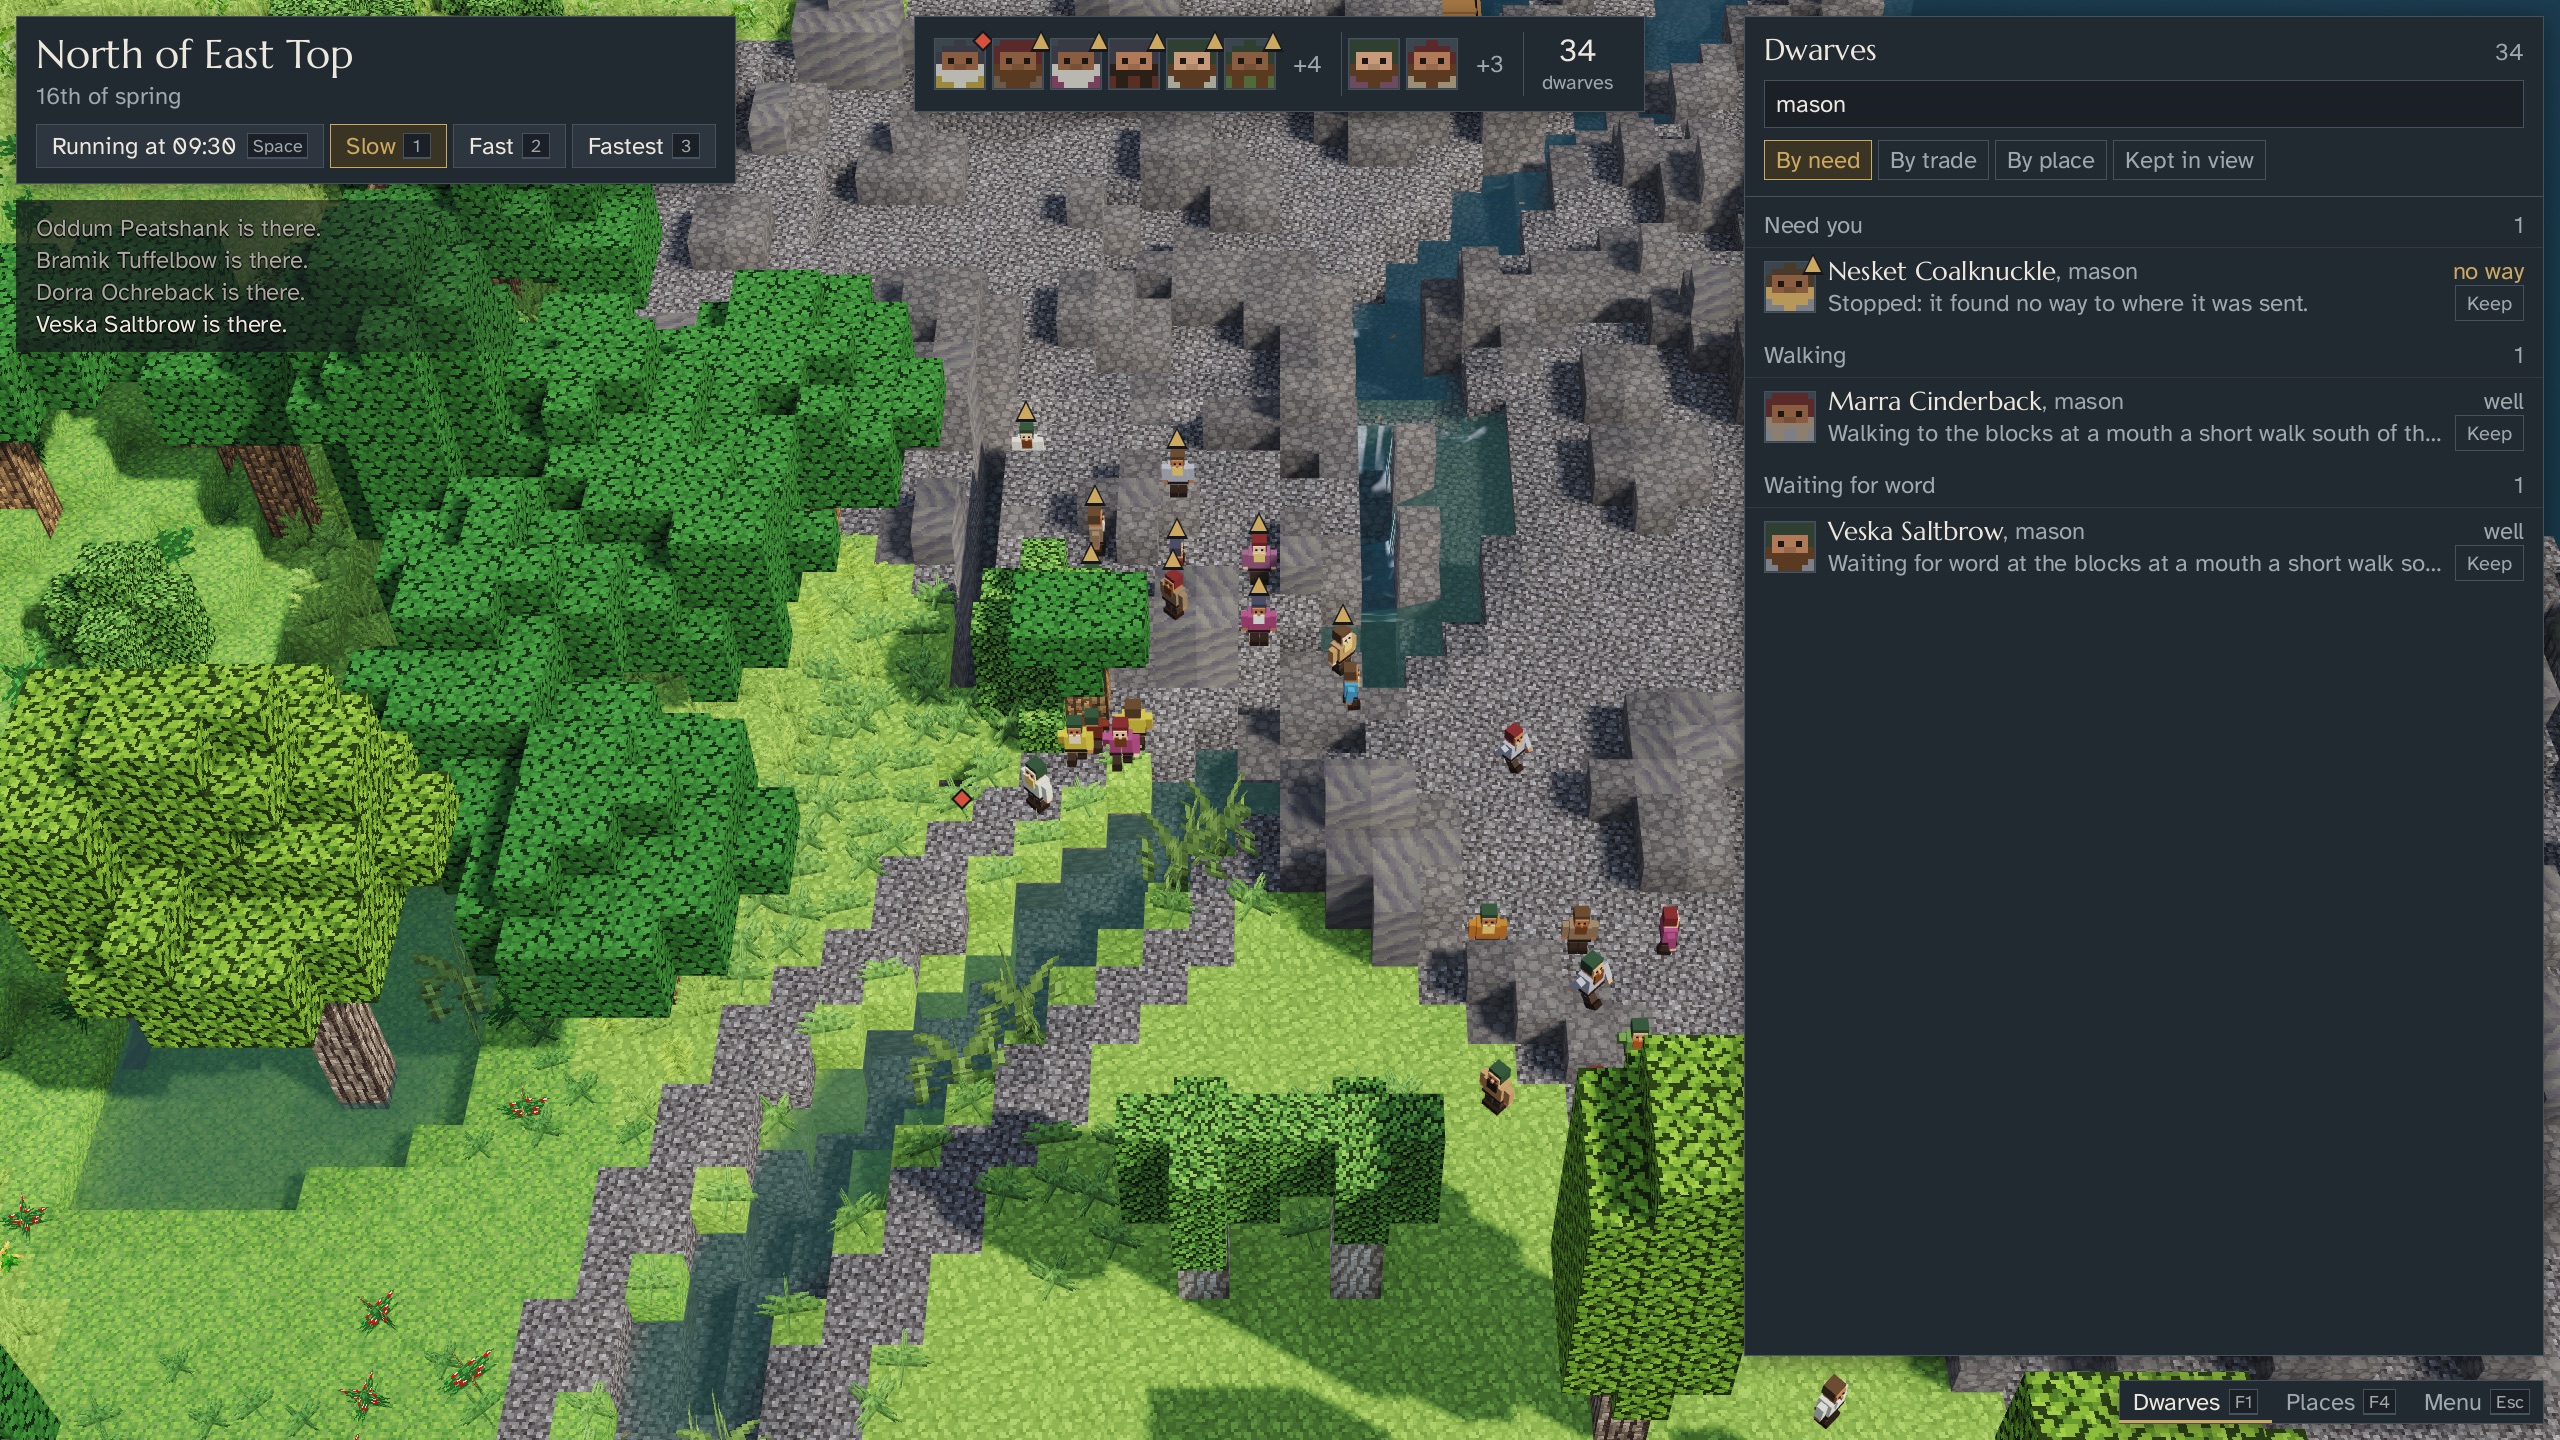 North of East Top
16th of spring
Running at 09:30 Space
Slow 1
Fast 2
Fastest 3
Oddum Peatshank is there.
Bramik Tuffelbow is there.
Dorra Ochreback is there.
Veska Saltbrow is there.
+4
+3
34
dwarves
Dwarves 34
mason
By need
By trade
By place
Kept in view
Need you 1
Nesket Coalknuckle, mason no way
Stopped: it found no way to where it was sent. Keep
Walking 1
Marra Cinderback, mason well
Walking to the blocks at a mouth a short walk south of th... Keep
Waiting for word 1
Veska Saltbrow, mason well
Waiting for word at the blocks at a mouth a short walk so... Keep
Dwarves F1
Places F4
Menu Esc